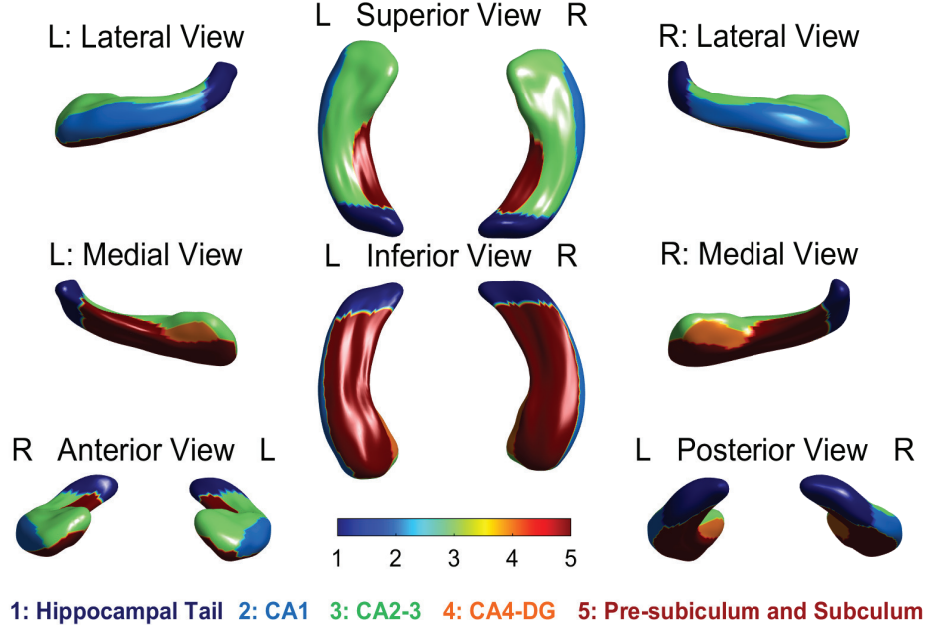 L Superior View R
L: Lateral View
R: Lateral View
L: Medial View
L Inferior View R
R: Medial View
R Anterior View L
L Posterior View R
1 2 3 4 5
1: Hippocampal Tail 2: CA1 3: CA2-3 4: CA4-DG 5: Pre-subiculum and Subculum